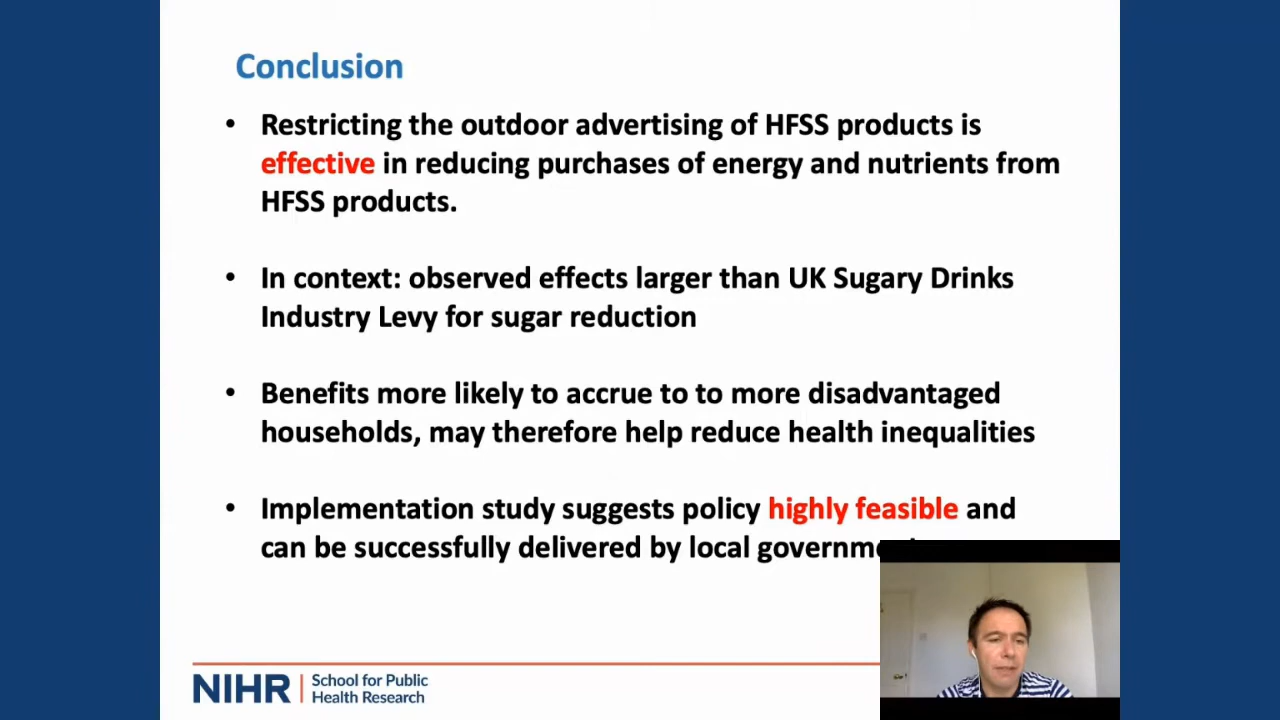 Conclusion
• Restricting the outdoor advertising of HFSS products is
effective in reducing purchases of energy and nutrients from
HFSS products.
• In context: observed effects larger than UK Sugary Drinks
Industry Levy for sugar reduction
• Benefits more likely to accrue to to more disadvantaged
households, may therefore help reduce health inequalities
• Implementation study suggests policy highly feasible and
can be successfully delivered by local
NIHR | School for Public
Health Research